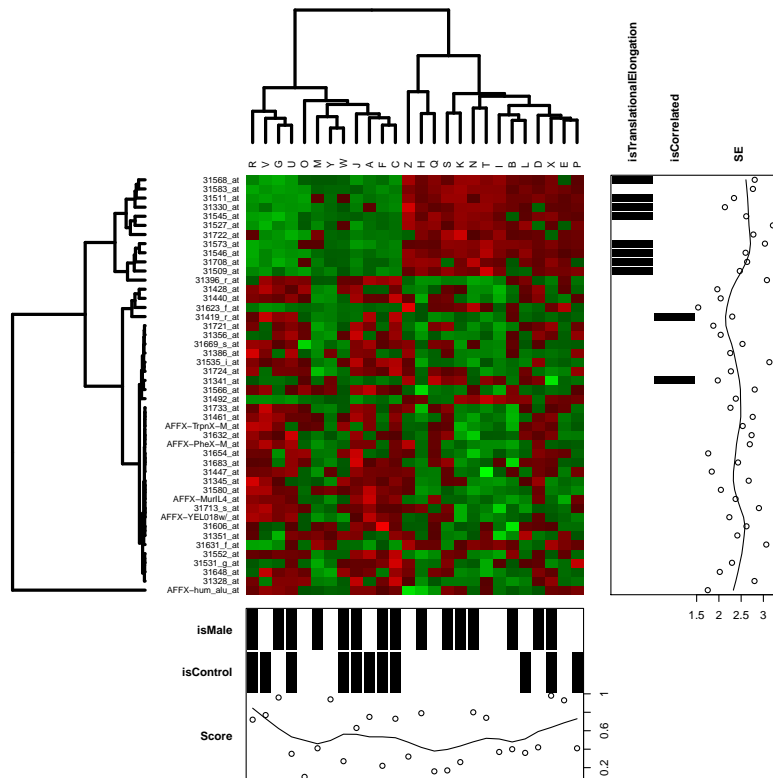 isTranslationalElongation
isCorrelated
SE
R V G U O M Y W J A F C Z H Q S K N T I B L D X E P
31568_at
31583_at
31511_at
31330_at
31545_at
31527_at
31722_at
31573_at
31546_at
31708_at
31509_at
31396_r_at
31428_at
31440_at
31623_f_at
31419_r_at
31721_at
31356_at
31669_s_at
31386_at
31535_i_at
31724_at
31341_at
31566_at
31492_at
31733_at
31461_at
AFFX−TrpnX−M_at
31632_at
AFFX−PheX−M_at
31654_at
31683_at
31447_at
31345_at
31580_at
AFFX−MurIL4_at
31713_s_at
AFFX−YEL018w/_at
31606_at
31351_at
31631_f_at
31552_at
31531_g_at
31648_at
31328_at
AFFX−hum_alu_at
1.5 2 2.5 3
isMale
isControl
Score
0.2 0.6 1